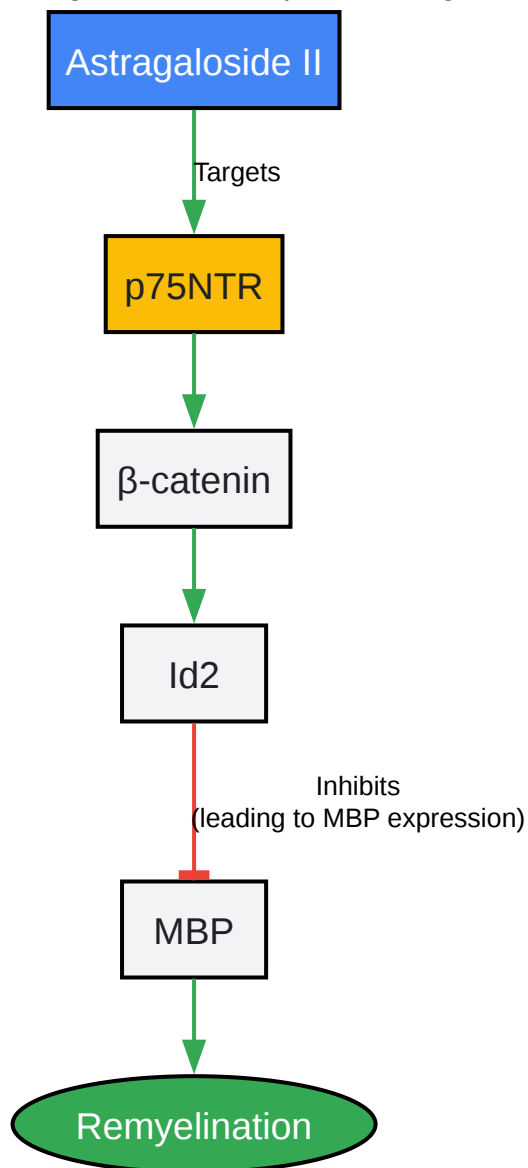 Astragaloside II
Targets
p75NTR
β-catenin
Id2
Inhibits
(leading to MBP expression)
MBP
Remyelination